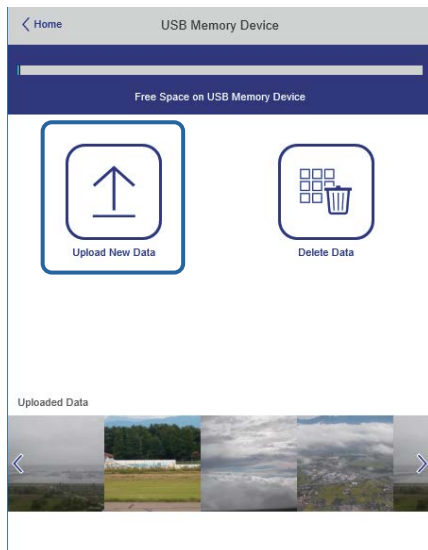 Home
USB Memory Device
Free Space on USB Memory Device
Upload New Data
Delete Data
Uploaded Data